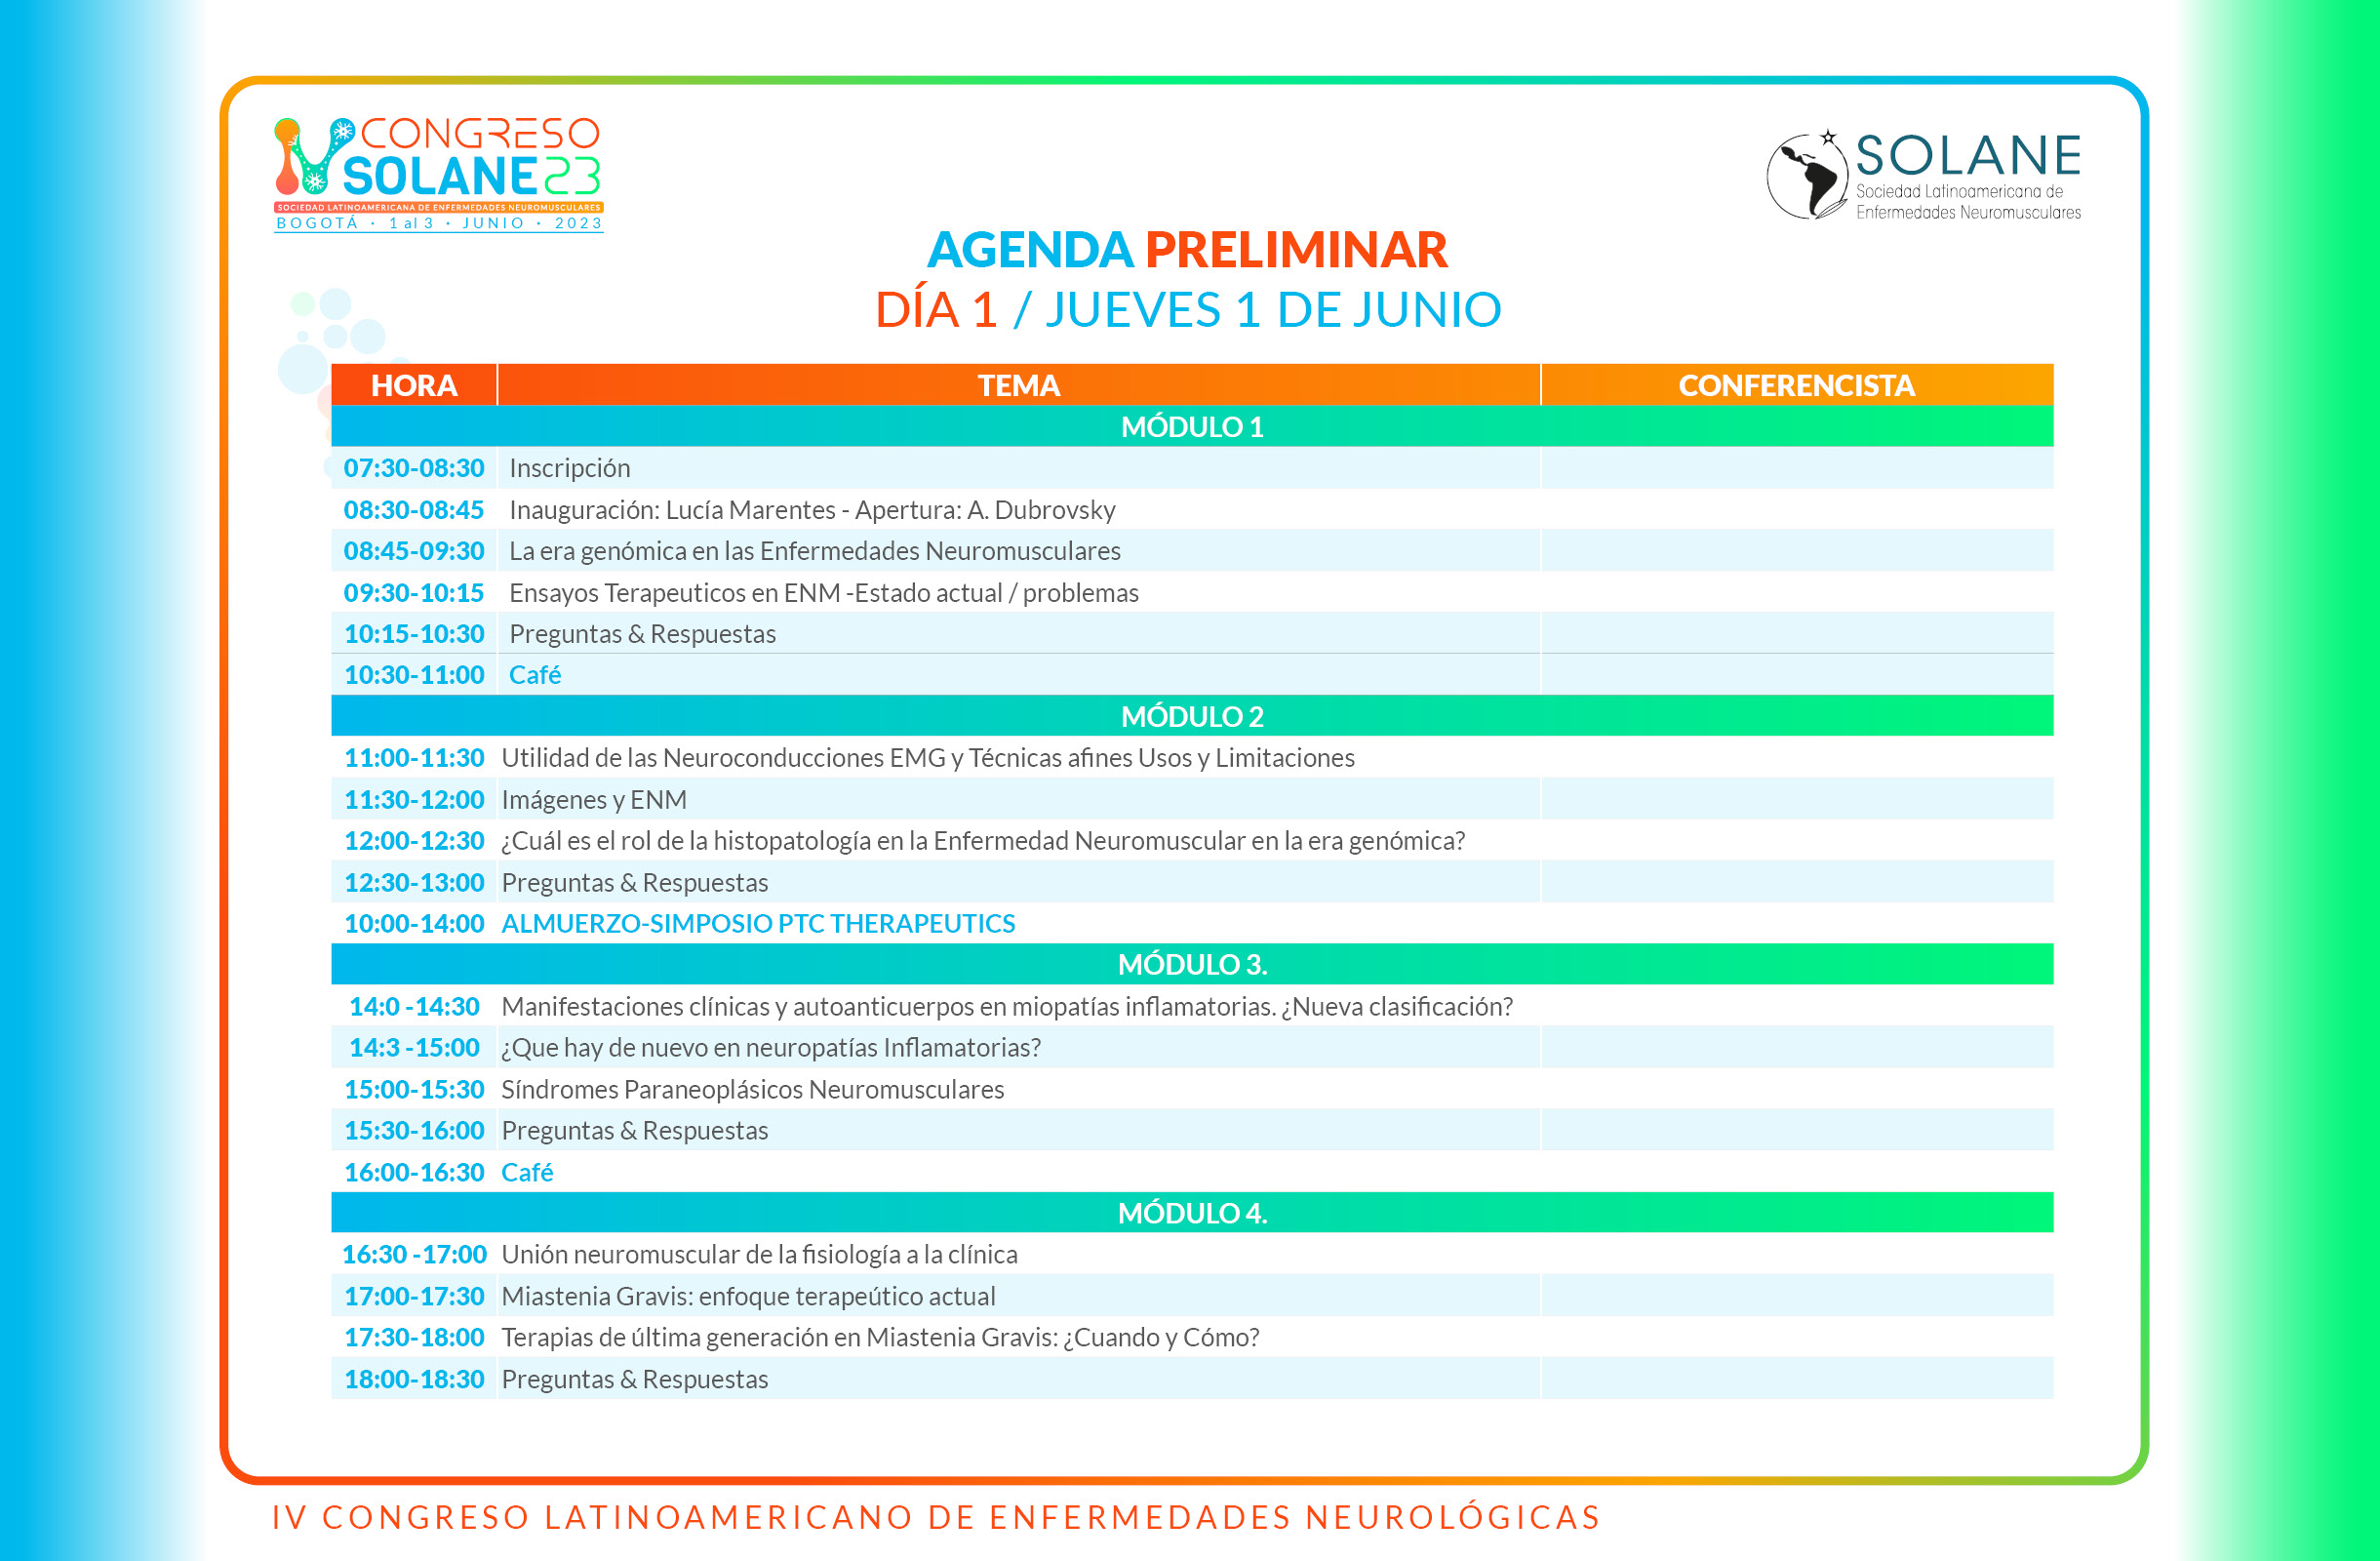 IV CONGRESO
SOLANE23
SOCIEDAD LATINOAMERICANA DE ENFERMEDADES NEUROMUSCULARES
BOGOTÁ · 1 al 3 · JUNIO · 2023
SOLANE
Sociedad Latinoamericana de
Enfermedades Neuromusculares
AGENDA PRELIMINAR
DÍA 1 / JUEVES 1 DE JUNIO
HORA TEMA CONFERENCISTA
MÓDULO 1
07:30-08:30 Inscripción
08:30-08:45 Inauguración: Lucía Marentes - Apertura: A. Dubrovsky
08:45-09:30 La era genómica en las Enfermedades Neuromusculares
09:30-10:15 Ensayos Terapeuticos en ENM -Estado actual / problemas
10:15-10:30 Preguntas & Respuestas
10:30-11:00 Café
MÓDULO 2
11:00-11:30 Utilidad de las Neuroconducciones EMG y Técnicas afines Usos y Limitaciones
11:30-12:00 Imágenes y ENM
12:00-12:30 ¿Cuál es el rol de la histopatología en la Enfermedad Neuromuscular en la era genómica?
12:30-13:00 Preguntas & Respuestas
10:00-14:00 ALMUERZO-SIMPOSIO PTC THERAPEUTICS
MÓDULO 3.
14:0 -14:30 Manifestaciones clínicas y autoanticuerpos en miopatías inflamatorias. ¿Nueva clasificación?
14:3 -15:00 ¿Que hay de nuevo en neuropatías Inflamatorias?
15:00-15:30 Síndromes Paraneoplásicos Neuromusculares
15:30-16:00 Preguntas & Respuestas
16:00-16:30 Café
MÓDULO 4.
16:30 -17:00 Unión neuromuscular de la fisiología a la clínica
17:00-17:30 Miastenia Gravis: enfoque terapeútico actual
17:30-18:00 Terapias de última generación en Miastenia Gravis: ¿Cuando y Cómo?
18:00-18:30 Preguntas & Respuestas
IV CONGRESO LATINOAMERICANO DE ENFERMEDADES NEUROLÓGICAS